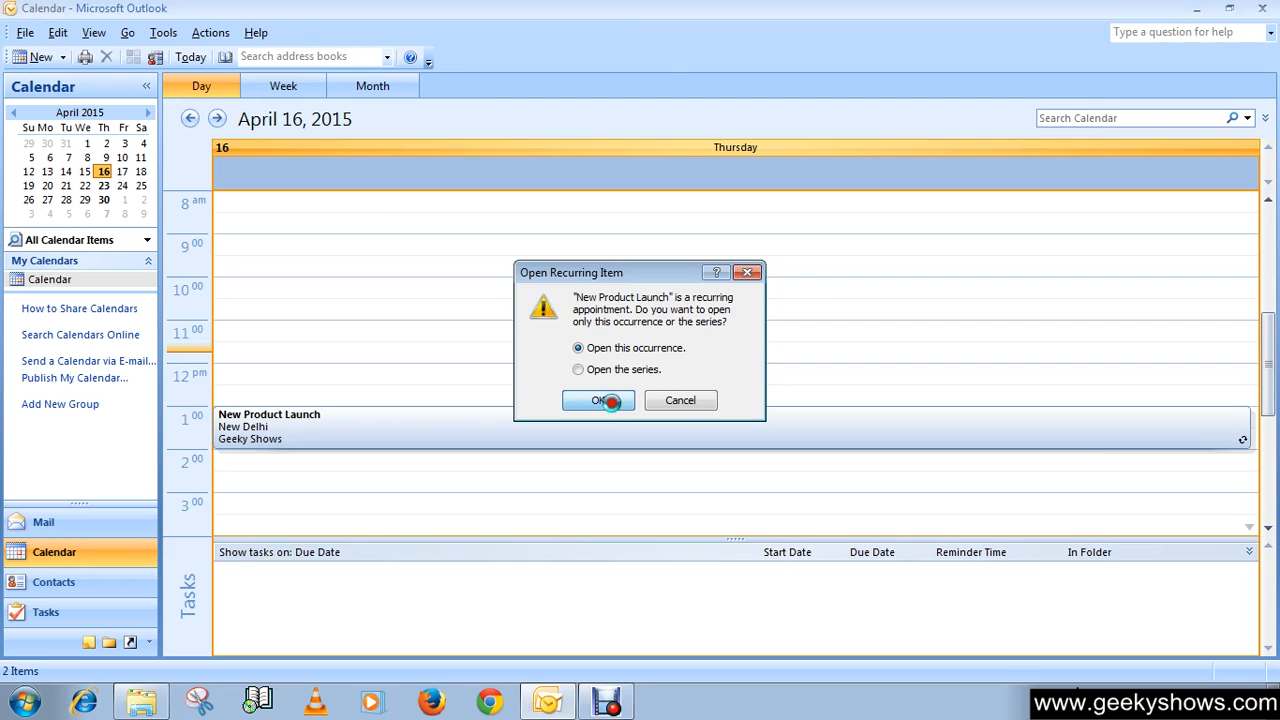 Calendar - Microsoft Outlook
File Edit View Go Tools Actions Help
Type a question for help
New Today Search address books
Calendar
Day Week Month
April 2015
Su Mo Tu We Th Fr Sa
29 30 31 1 2 3 4
5 6 7 8 9 10 11
12 13 14 15 16 17 18
19 20 21 22 23 24 25
26 27 28 29 30 1 2
3 4 5 6 7 8 9
All Calendar Items
My Calendars
Calendar
How to Share Calendars
Search Calendars Online
Send a Calendar via E-mail...
Publish My Calendar...
Add New Group
Mail
Calendar
Contacts
Tasks
April 16, 2015
Search Calendar
16 Thursday
8 am
9 00
10 00
11 00
12 pm
1 00
2 00
3 00
New Product Launch
New Delhi
Geeky Shows
Open Recurring Item
"New Product Launch" is a recurring
appointment. Do you want to open
only this occurrence or the series?
Open this occurrence.
Open the series.
OK Cancel
Show tasks on: Due Date Start Date Due Date Reminder Time In Folder
Tasks
2 Items
www.geekyshows.com